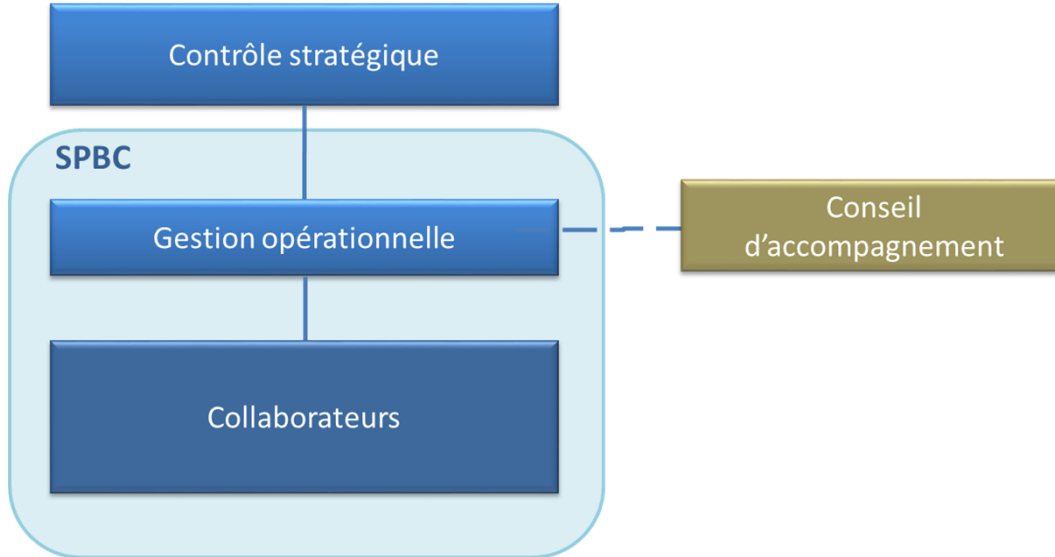 Contrôle stratégique
SPBC
Gestion opérationnelle
Conseil
d’accompagnement
Collaborateurs